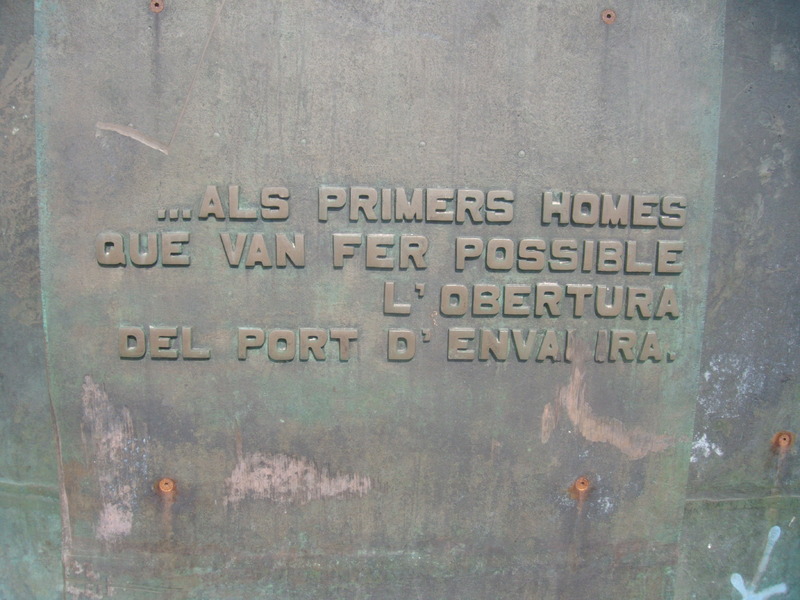 ...ALS PRIMERS HOMES
QUE VAN FER POSSIBLE
L'OBERTURA
DEL PORT D'ENVALIRA.